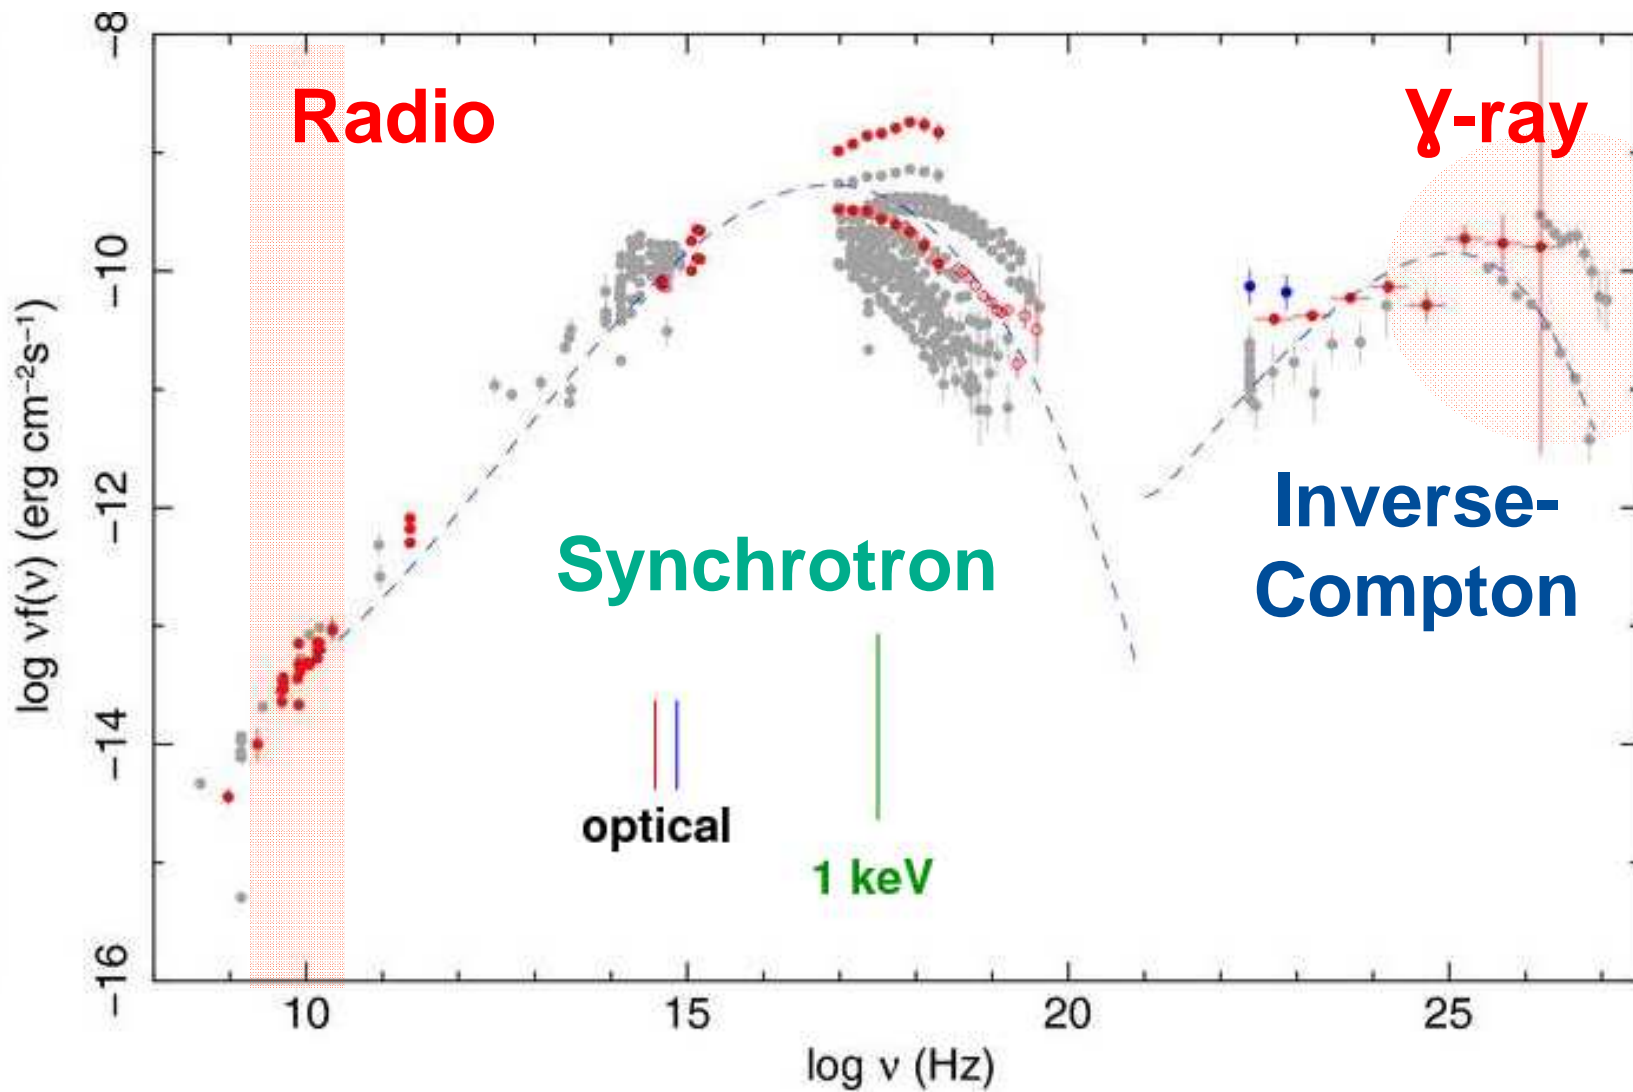 Radio
Ɣ-ray
Inverse-
Compton
Synchrotron
optical
1 keV
log νf(ν) (erg cm⁻²s⁻¹)
−8
−10
−12
−14
−16
10
15
20
25
log ν (Hz)